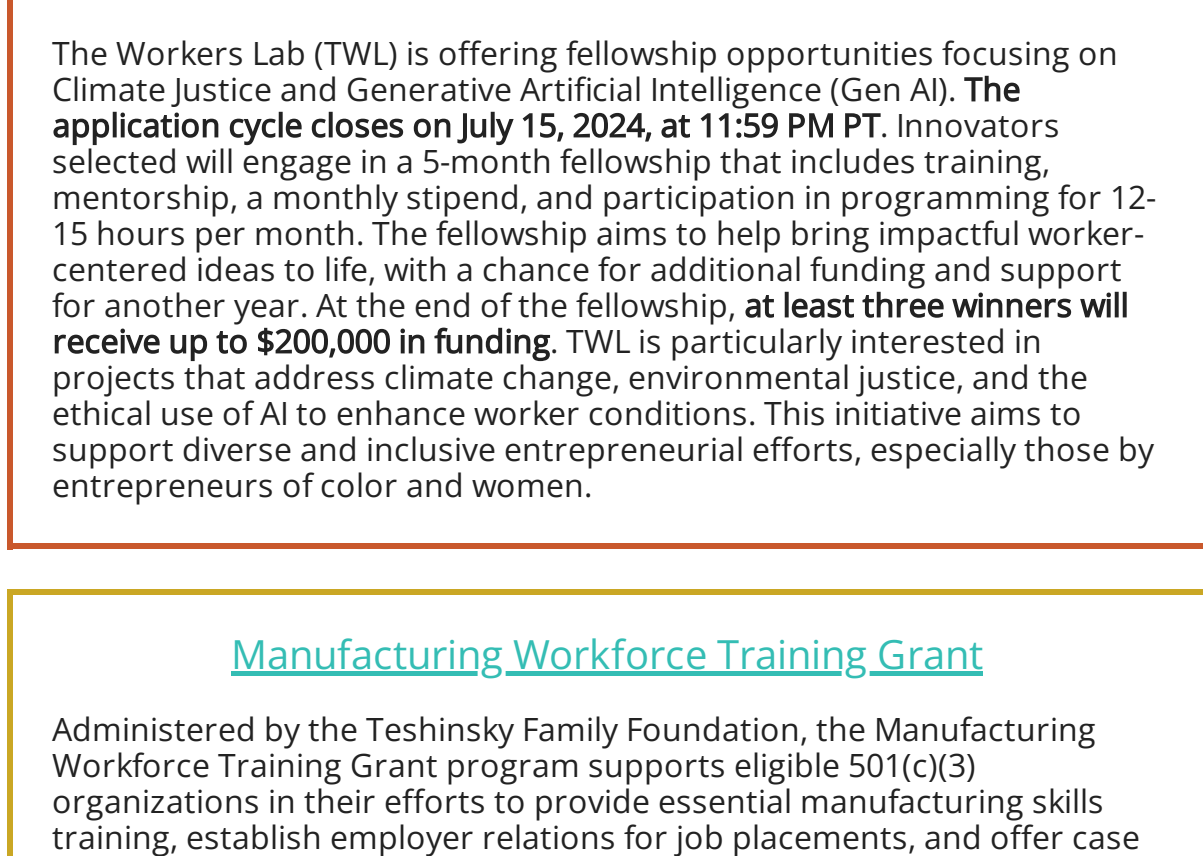 The Workers Lab (TWL) is offering fellowship opportunities focusing on
Climate Justice and Generative Artificial Intelligence (Gen AI). The
application cycle closes on July 15, 2024, at 11:59 PM PT. Innovators
selected will engage in a 5-month fellowship that includes training,
mentorship, a monthly stipend, and participation in programming for 12-
15 hours per month. The fellowship aims to help bring impactful worker-
centered ideas to life, with a chance for additional funding and support
for another year. At the end of the fellowship, at least three winners will
receive up to $200,000 in funding. TWL is particularly interested in
projects that address climate change, environmental justice, and the
ethical use of AI to enhance worker conditions. This initiative aims to
support diverse and inclusive entrepreneurial efforts, especially those by
entrepreneurs of color and women.
Manufacturing Workforce Training Grant
Administered by the Teshinsky Family Foundation, the Manufacturing
Workforce Training Grant program supports eligible 501(c)(3)
organizations in their efforts to provide essential manufacturing skills
training, establish employer relations for job placements, and offer case